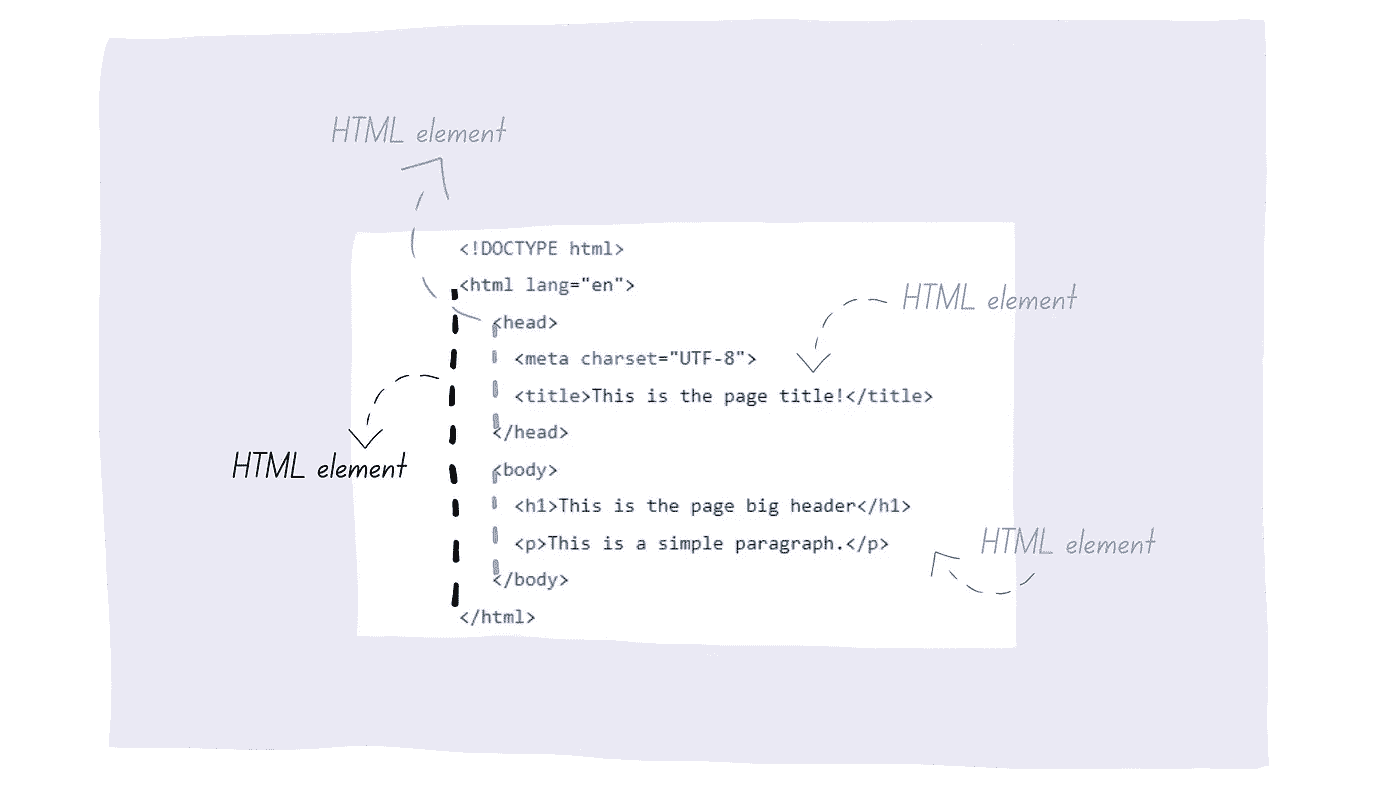 HTML element
<!DOCTYPE html>
<html lang="en">
HTML element
<head>
<meta charset="UTF-8">
<title>This is the page title!</title>
</head>
HTML element
<body>
<h1>This is the page big header</h1>
<p>This is a simple paragraph.</p>
HTML element
</body>
</html>